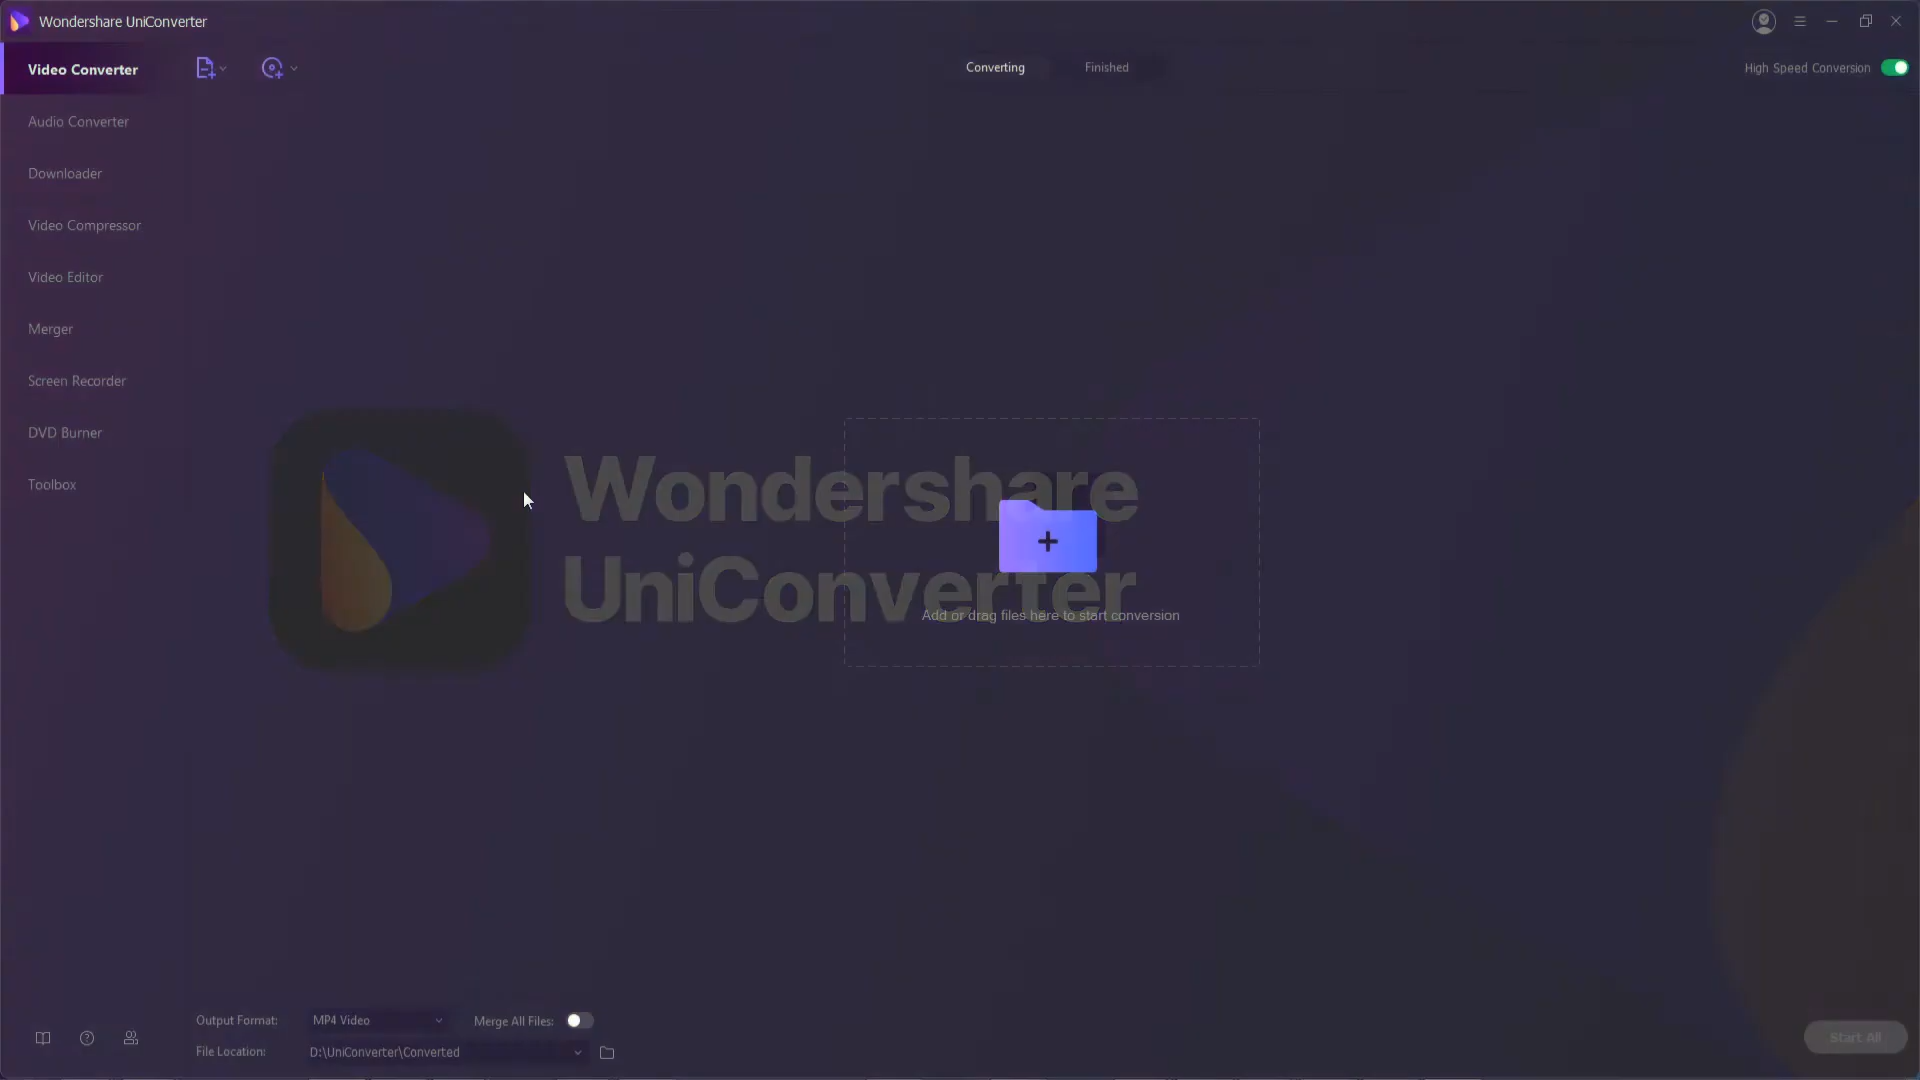 Wondershare UniConverter
Video Converter
Converting
Finished
High Speed Conversion
Audio Converter
Downloader
Video Compressor
Video Editor
Merger
Screen Recorder
DVD Burner
Toolbox
Wondershare
UniConverter
Add or drag files here to start conversion
Output Format:
MP4 Video
Merge All Files:
File Location:
D:\UniConverter\Converted
Start All